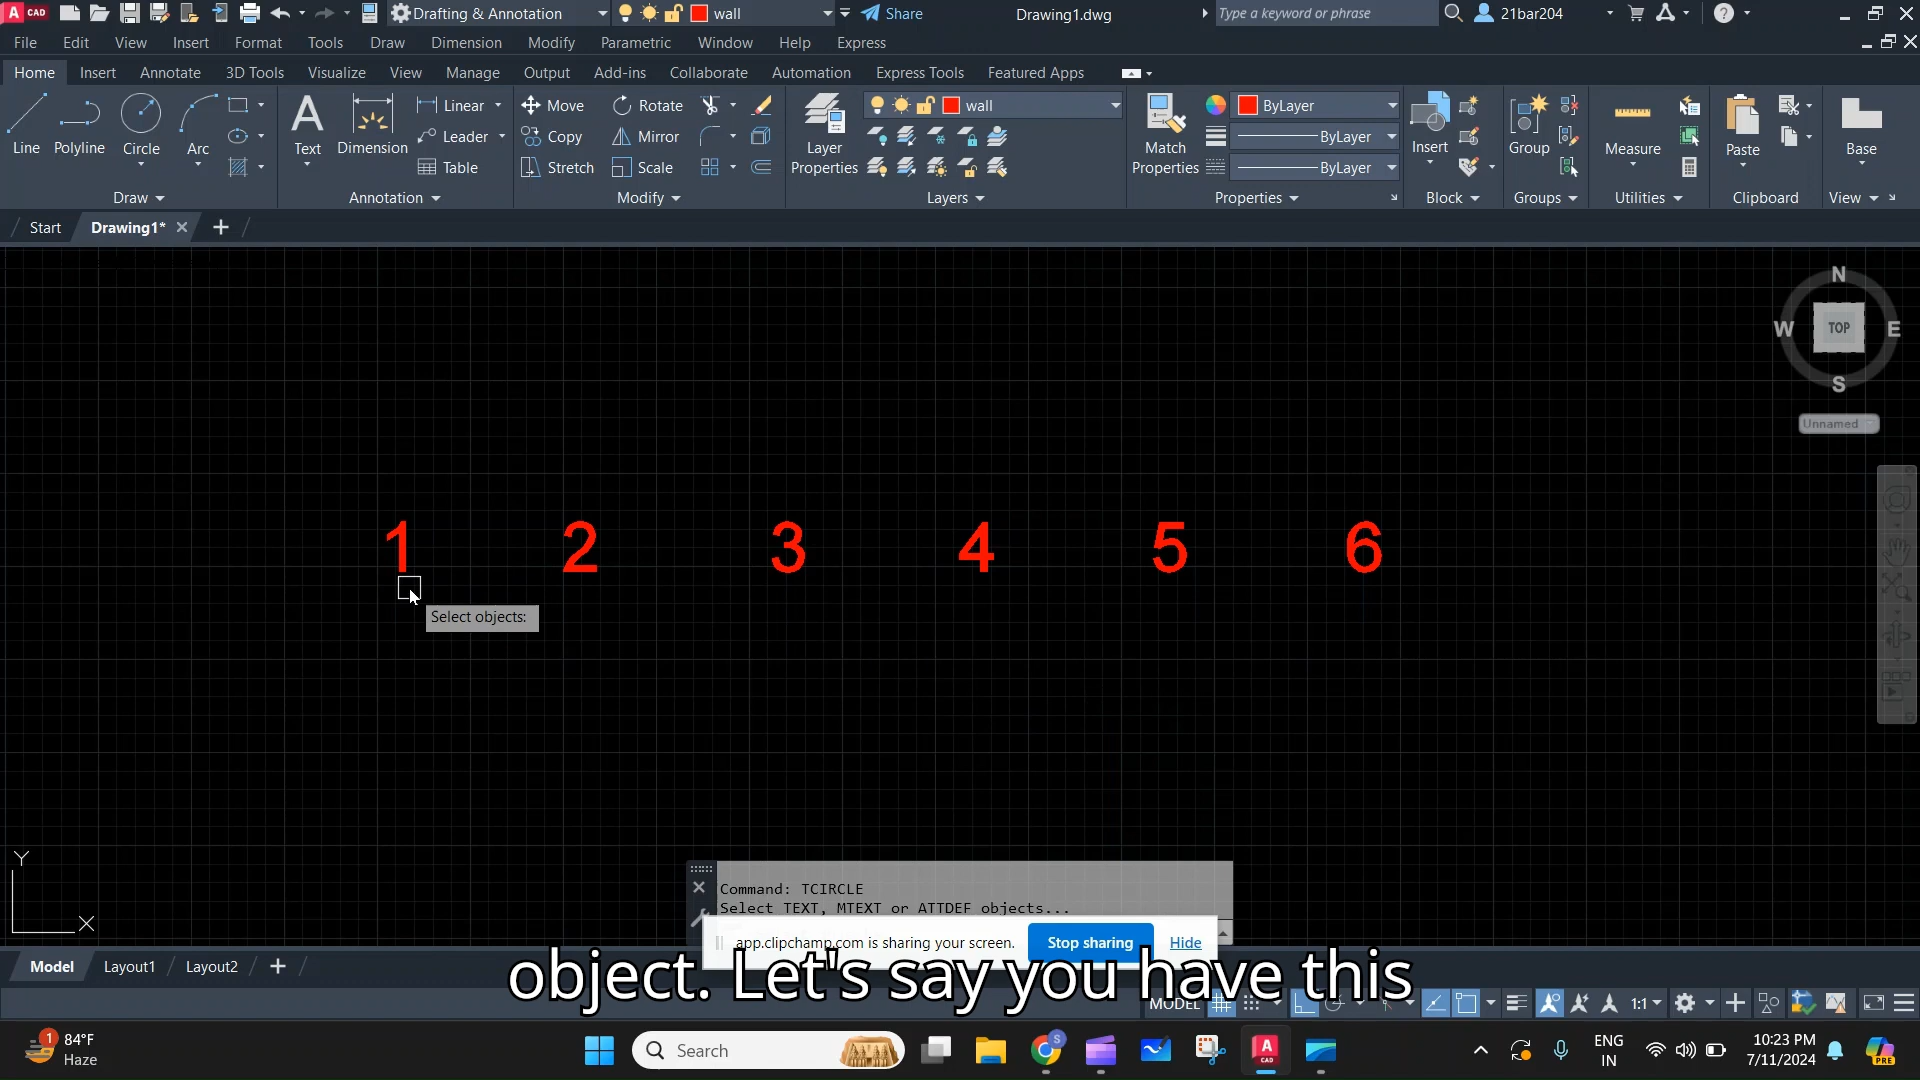 CAD Drafting & Annotation wall Share Drawing1.dwg Type a keyword or phrase 21bar204
File Edit View Insert Format Tools Draw Dimension Modify Parametric Window Help Express
Home Insert Annotate 3D Tools Visualize View Manage Output Add-ins Collaborate Automation Express Tools Featured Apps
Linear Move Rotate wall ByLayer
Leader Copy Mirror ByLayer
Line Polyline Circle Arc Text Dimension Layer Match Insert Group Measure Paste Base
Table Stretch Scale Properties Properties ByLayer
Draw Annotation Modify Layers Properties Block Groups Utilities Clipboard View
Start Drawing1*
N
W TOP E
S
Unnamed
1 2 3 4 5 6
Select objects:
Y
X
Command: TCIRCLE
Select TEXT, MTEXT or ATTDEF objects...
app.clipchamp.com is sharing your screen. Stop sharing Hide
object. Let's say you have this
Model Layout1 Layout2
MODEL 1:1
1 84°F
Haze
Search
ENG
IN
10:23 PM
7/11/2024